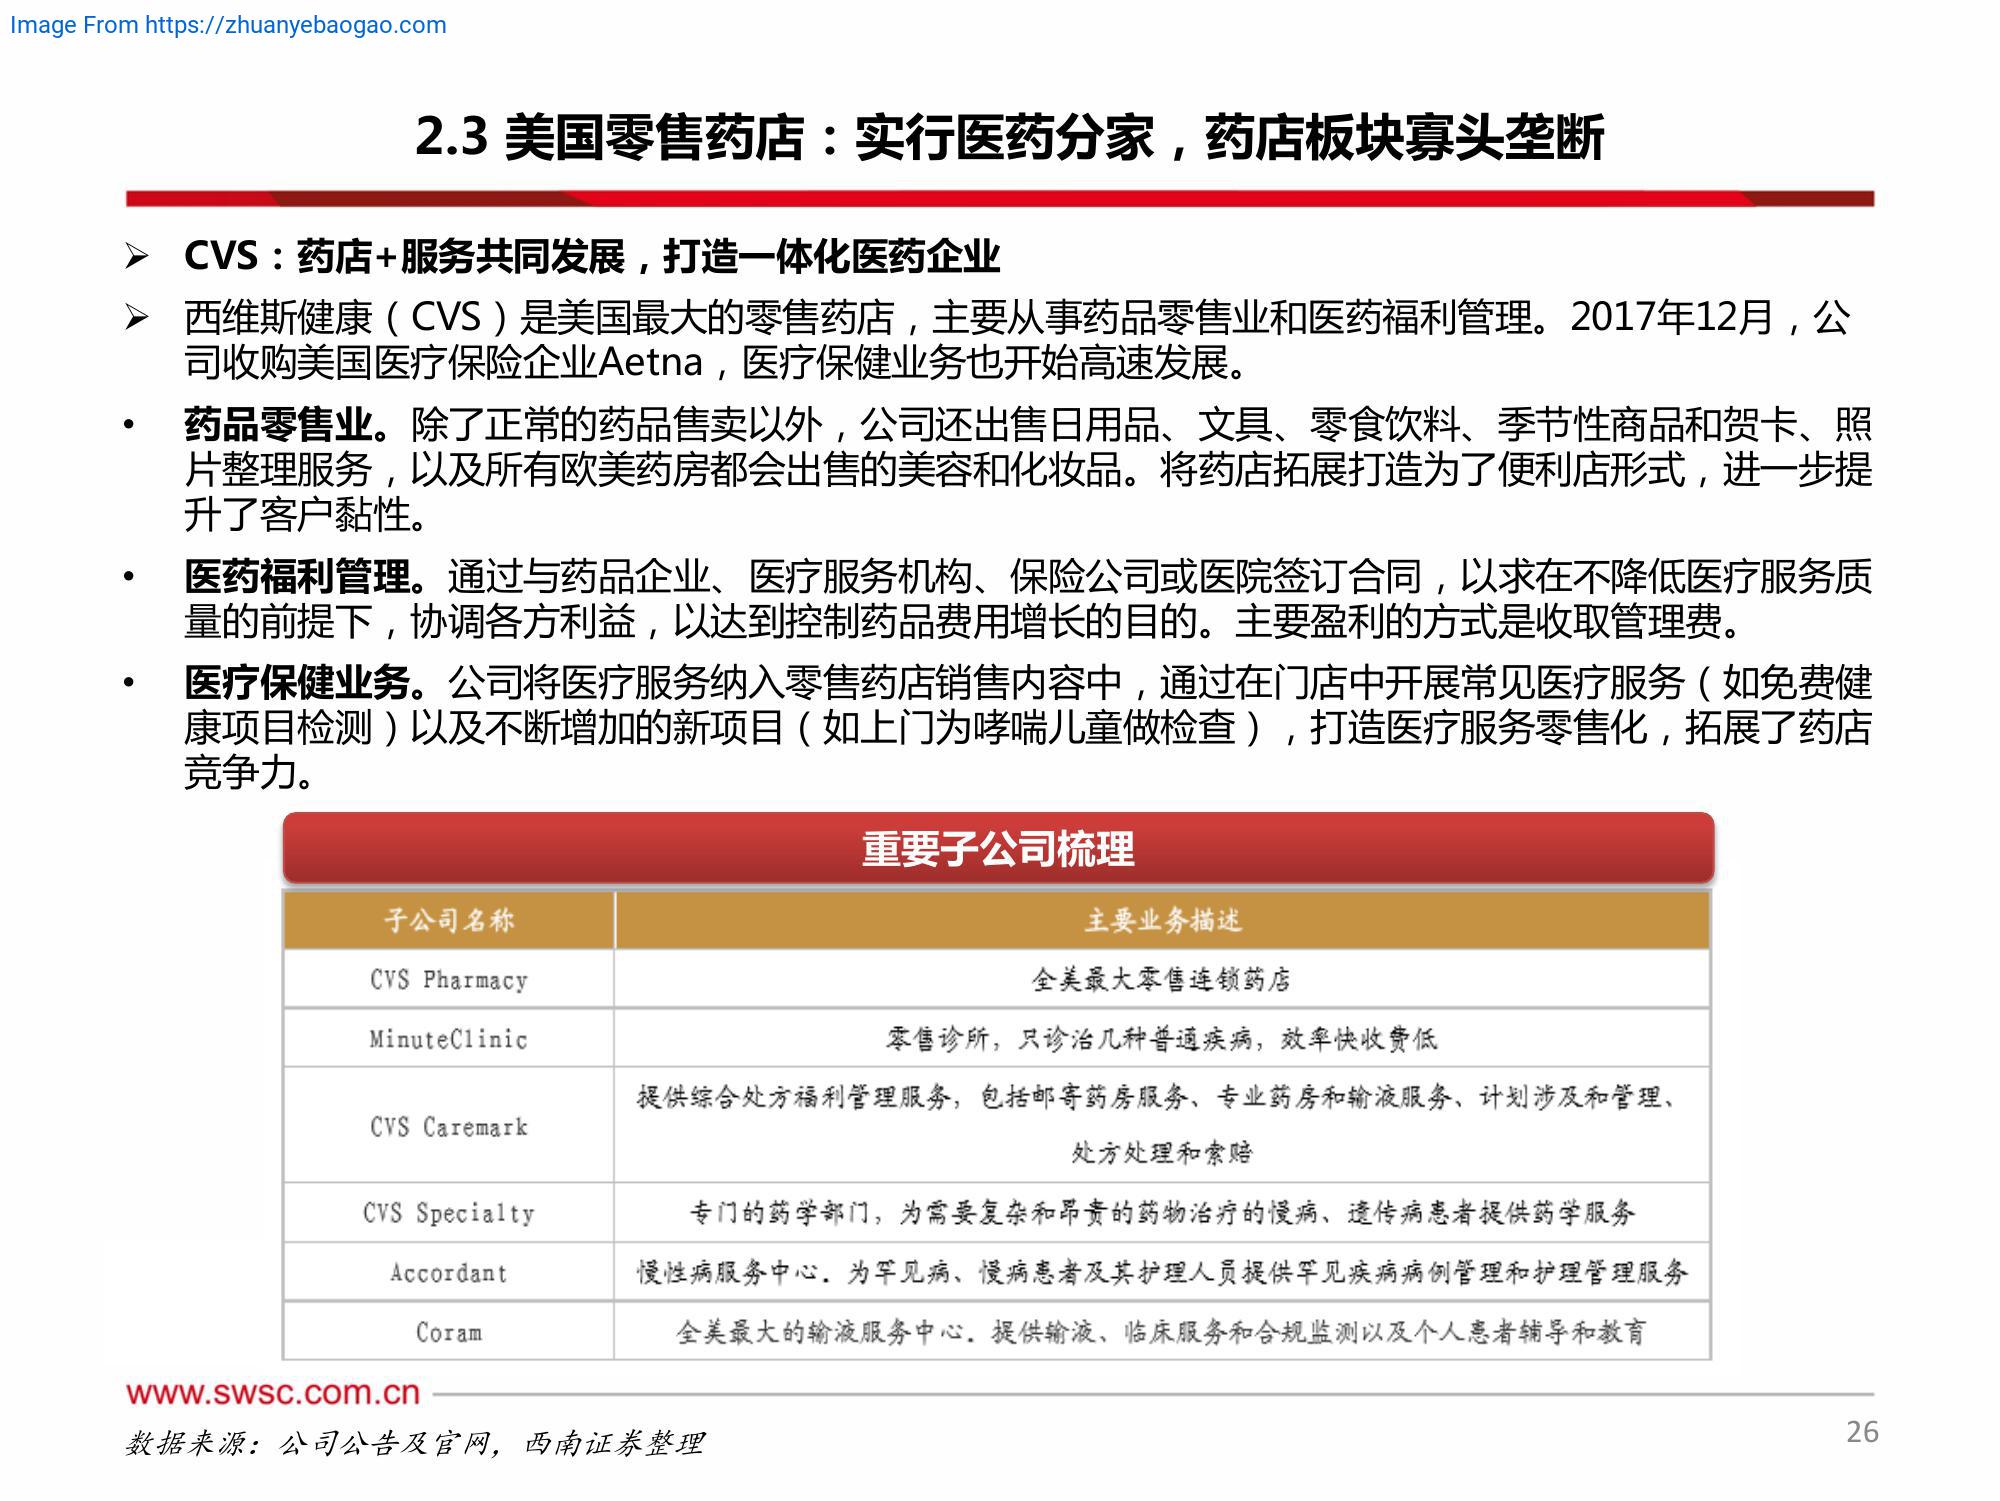 Image From https://zhuanyebaogao.com
2.3 美国零售药店：实行医药分家，药店板块寡头垄断
➢ CVS：药店+服务共同发展，打造一体化医药企业
➢ 西维斯健康（CVS）是美国最大的零售药店，主要从事药品零售业和医药福利管理。2017年12月，公
司收购美国医疗保险企业Aetna，医疗保健业务也开始高速发展。
• 药品零售业。除了正常的药品售卖以外，公司还出售日用品、文具、零食饮料、季节性商品和贺卡、照
片整理服务，以及所有欧美药房都会出售的美容和化妆品。将药店拓展打造为了便利店形式，进一步提
升了客户黏性。
• 医药福利管理。通过与药品企业、医疗服务机构、保险公司或医院签订合同，以求在不降低医疗服务质
量的前提下，协调各方利益，以达到控制药品费用增长的目的。主要盈利的方式是收取管理费。
• 医疗保健业务。公司将医疗服务纳入零售药店销售内容中，通过在门店中开展常见医疗服务（如免费健
康项目检测）以及不断增加的新项目（如上门为哮喘儿童做检查），打造医疗服务零售化，拓展了药店
竞争力。
重要子公司梳理
子公司名称 主要业务描述
CVS Pharmacy 全美最大零售连锁药店
MinuteClinic 零售诊所，只诊治几种普通疾病，效率快收费低
CVS Caremark 提供综合处方福利管理服务，包括邮寄药房服务、专业药房和输液服务、计划涉及和管理、
处方处理和索赔
CVS Specialty 专门的药学部门，为需要复杂和昂贵的药物治疗的慢病、遗传病患者提供药学服务
Accordant 慢性病服务中心．为罕见病、慢病患者及其护理人员提供罕见疾病病例管理和护理管理服务
Coram 全美最大的输液服务中心．提供输液、临床服务和合规监测以及个人患者辅导和教育
www.swsc.com.cn
数据来源：公司公告及官网，西南证券整理
26